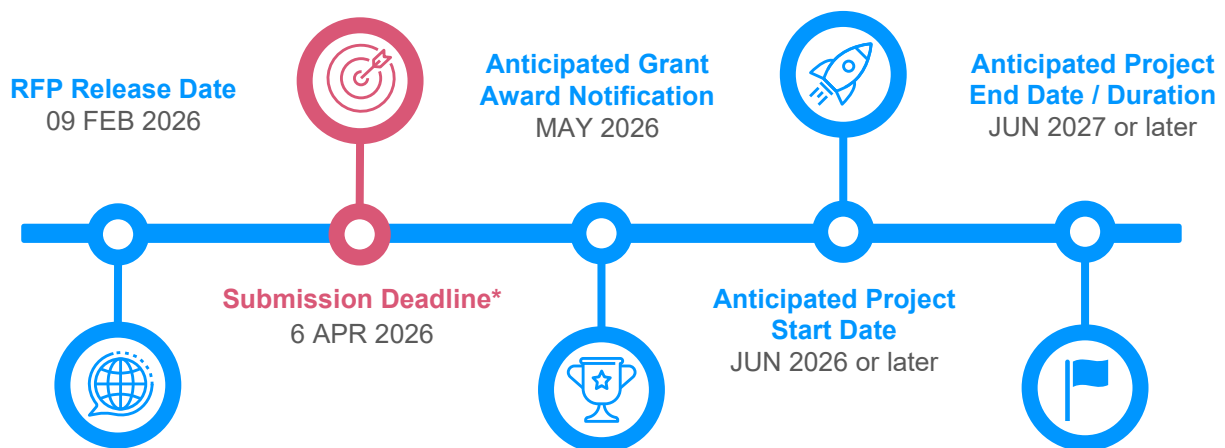 RFP Release Date
09 FEB 2026
Submission Deadline*
6 APR 2026
Anticipated Grant
Award Notification
MAY 2026
Anticipated Project
Start Date
JUN 2026 or later
Anticipated Project
End Date / Duration
JUN 2027 or later